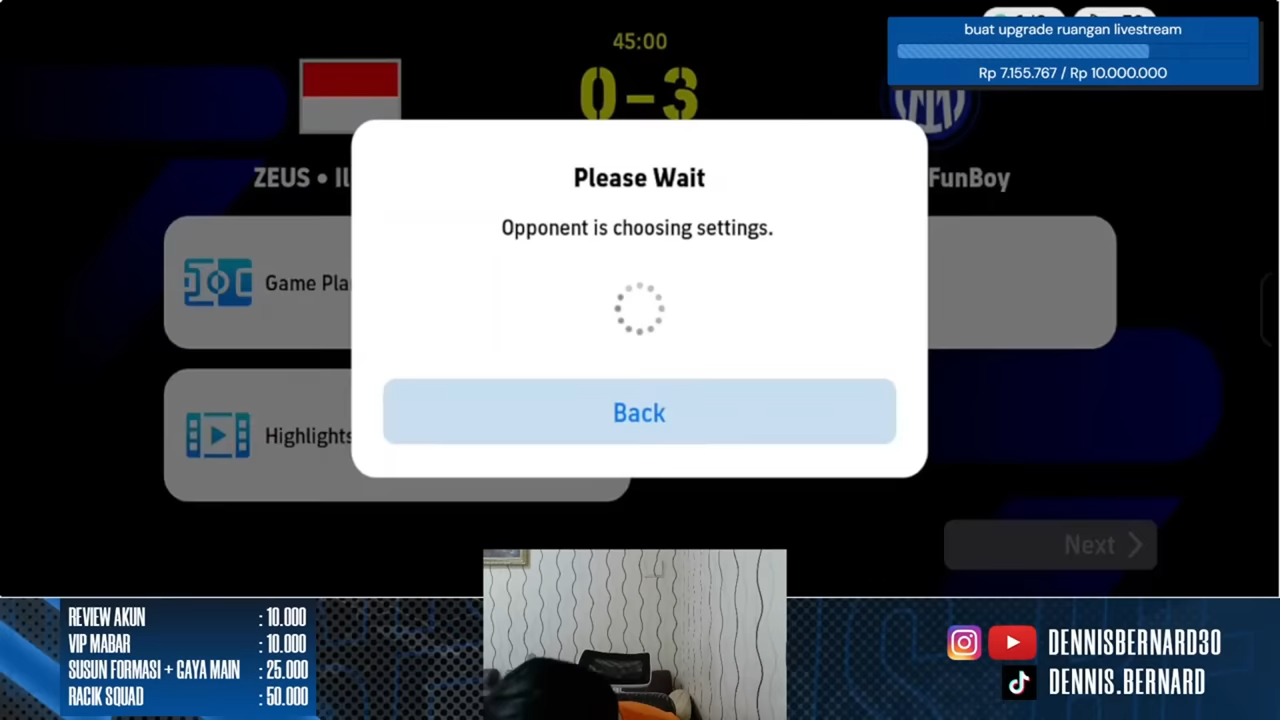 buat upgrade ruangan livestream
Rp 7.155.767 / Rp 10.000.000
45:00
0-3
ZEUS • Il
FunBoy
Please Wait
Opponent is choosing settings.
Back
Game Pla
Highlights
Next
REVIEW AKUN : 10.000
VIP MABAR : 10.000
SUSUN FORMASI + GAYA MAIN : 25.000
RACIK SQUAD : 50.000
DENNISBERNARD30
DENNIS.BERNARD